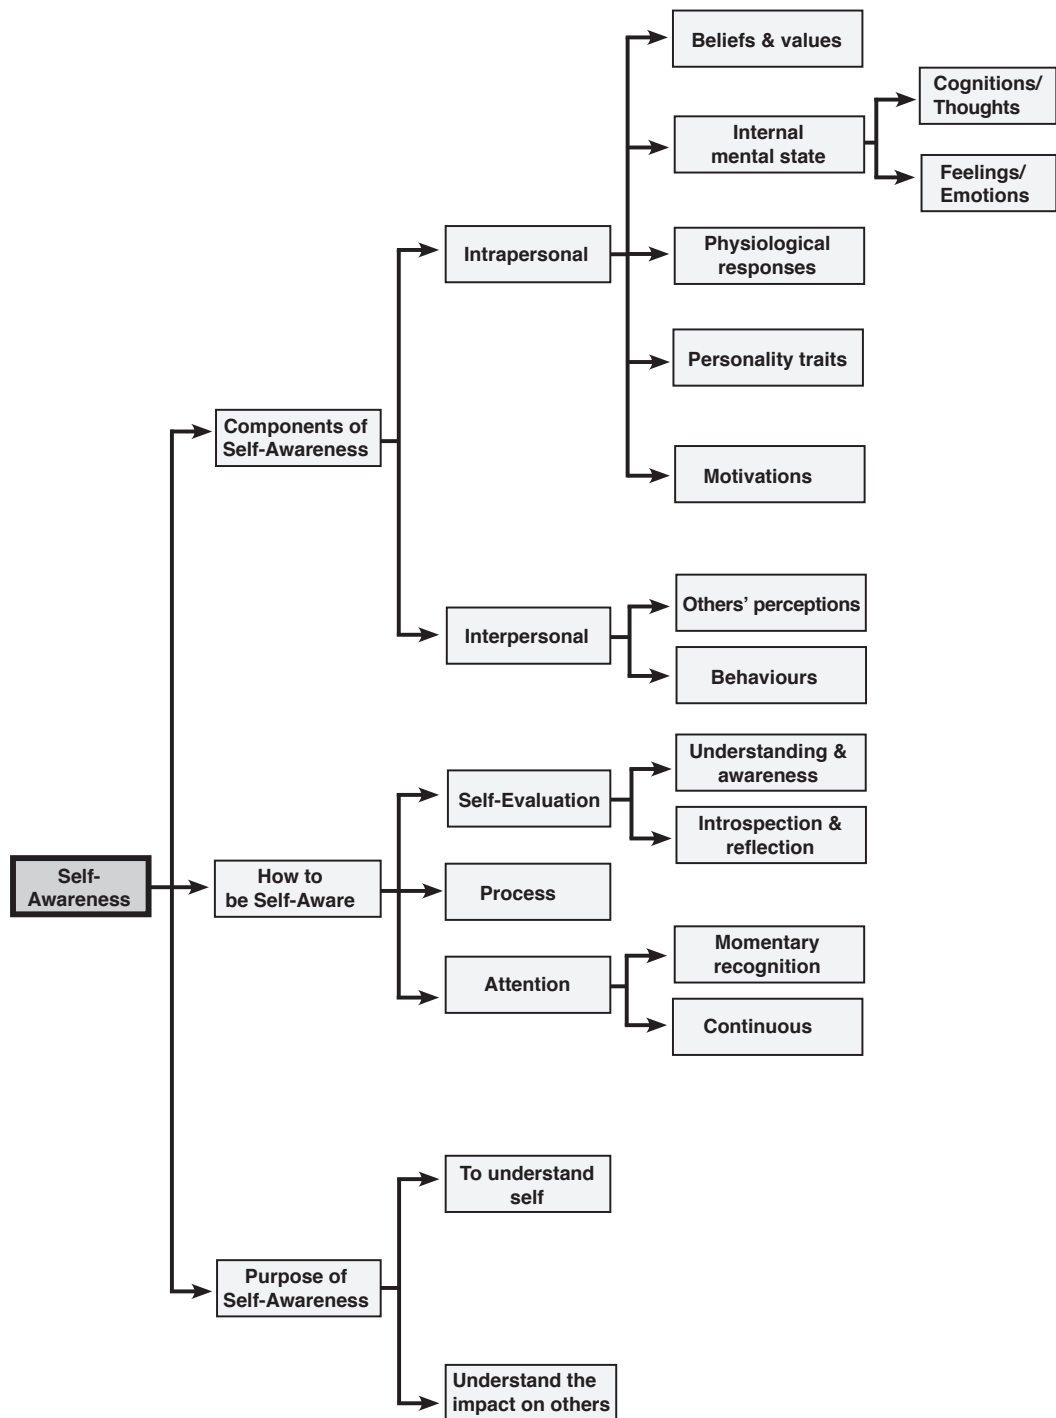 Beliefs & values
Cognitions/
Thoughts
Internal
mental state
Feelings/
Emotions
Intrapersonal
Physiological
responses
Personality traits
Components of
Self-Awareness
Motivations
Others’ perceptions
Interpersonal
Behaviours
Understanding &
awareness
Self-Evaluation
Introspection &
reflection
Self-
Awareness
How to
be Self-Aware
Process
Momentary
recognition
Attention
Continuous
To understand
self
Purpose of
Self-Awareness
Understand the
impact on others